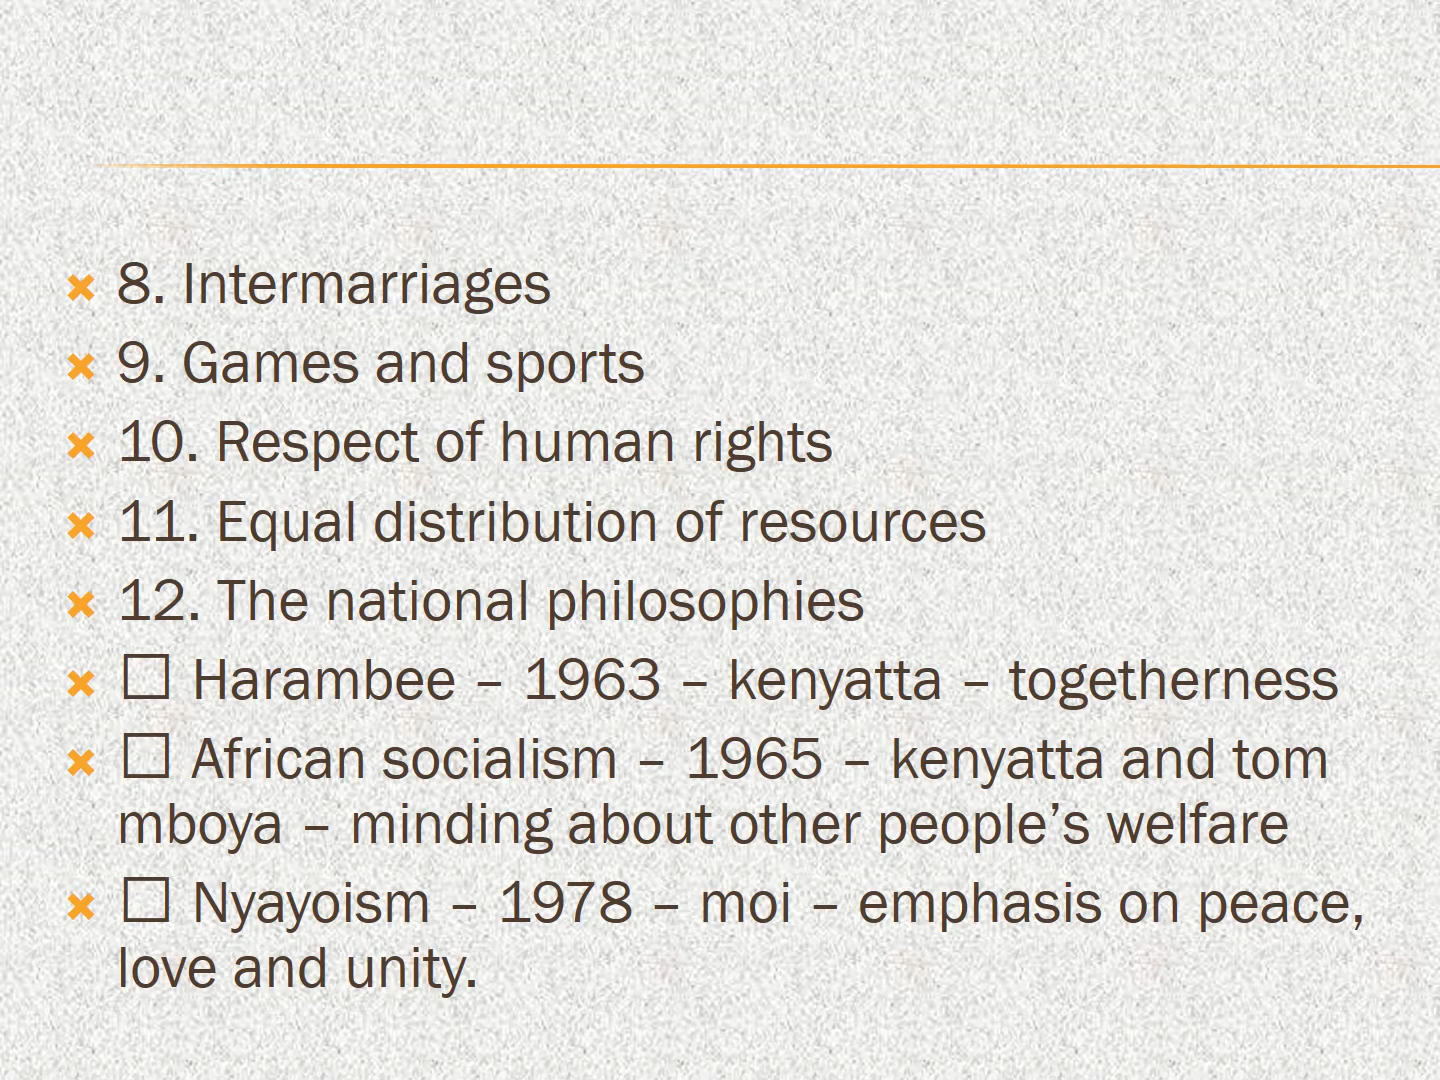 8. Intermarriages
9. Games and sports
10. Respect of human rights
11. Equal distribution of resources
12. The national philosophies
☐ Harambee – 1963 – kenyatta – togetherness
☐ African socialism – 1965 – kenyatta and tom
mboya – minding about other people’s welfare
☐ Nyayoism – 1978 – moi – emphasis on peace,
love and unity.